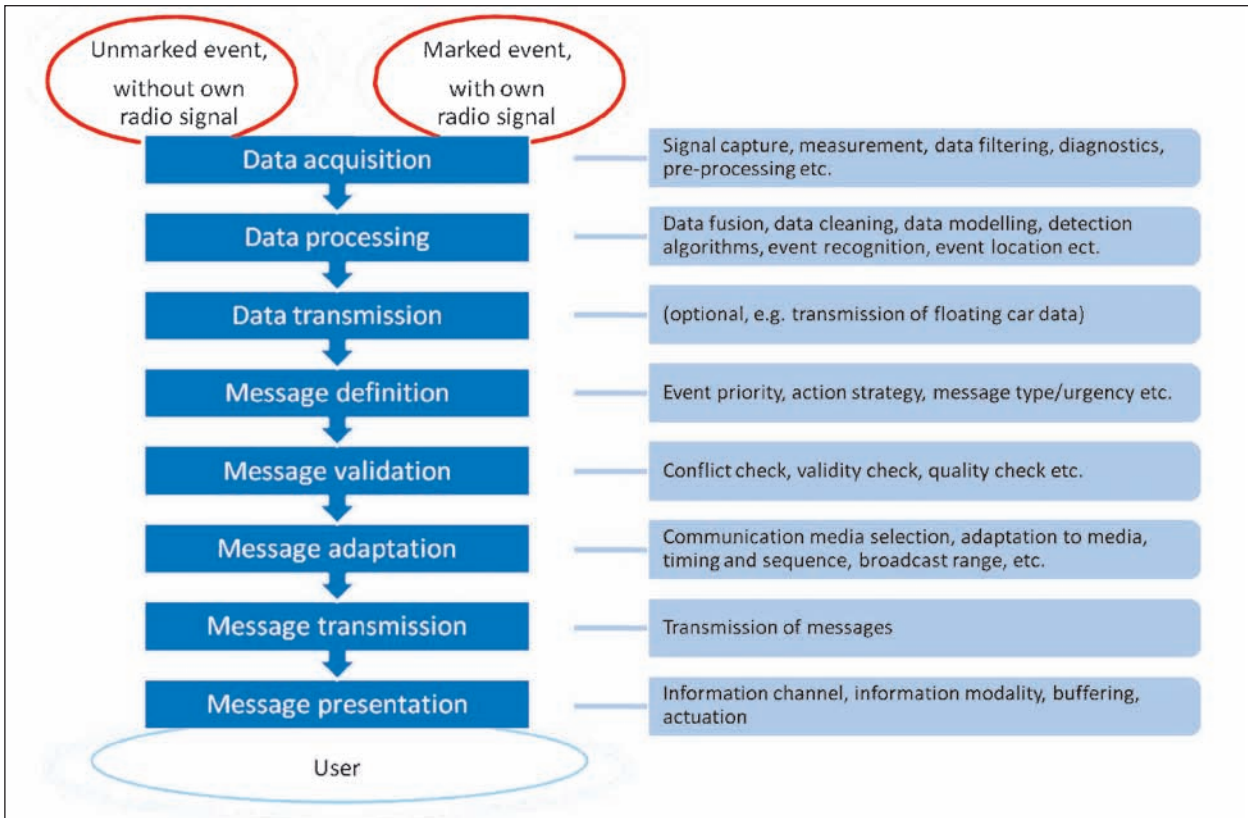 Unmarked event,
without own
radio signal
Marked event,
with own
radio signal
Data acquisition
Signal capture, measurement, data filtering, diagnostics,
pre-processing etc.
Data processing
Data fusion, data cleaning, data modelling, detection
algorithms, event recognition, event location ect.
Data transmission
(optional, e.g. transmission of floating car data)
Message definition
Event priority, action strategy, message type/urgency etc.
Message validation
Conflict check, validity check, quality check etc.
Message adaptation
Communication media selection, adaptation to media,
timing and sequence, broadcast range, etc.
Message transmission
Transmission of messages
Message presentation
Information channel, information modality, buffering,
actuation
User